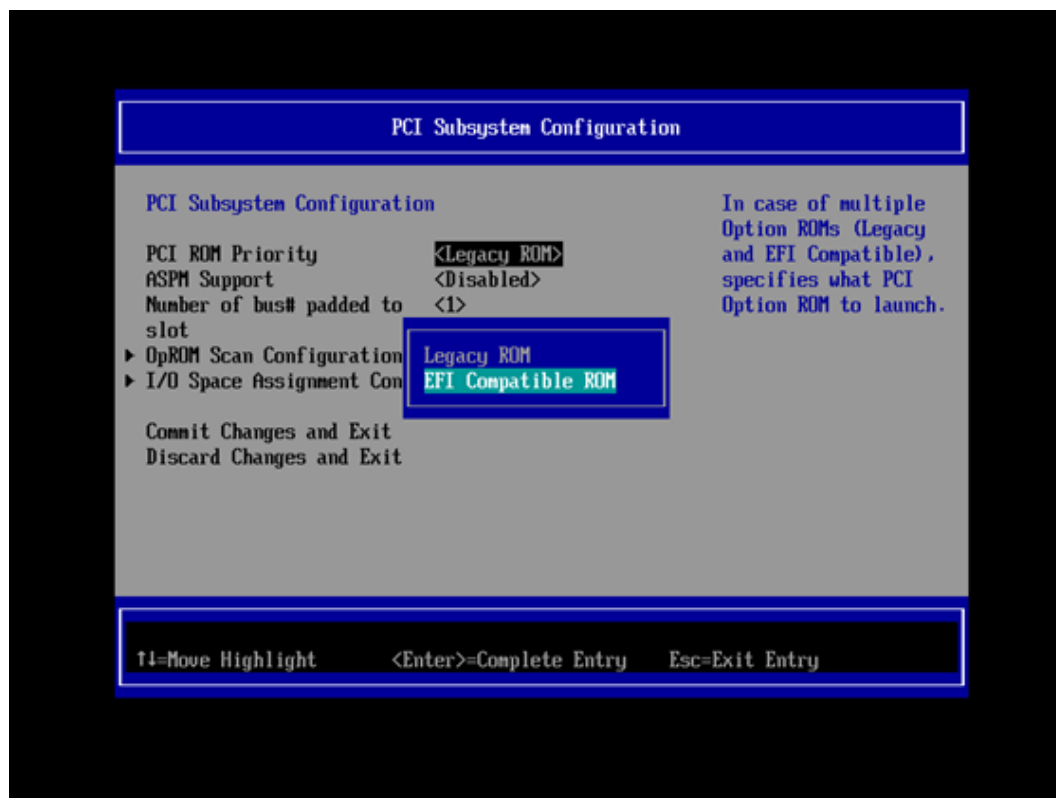 PCI Subsystem Configuration
PCI Subsystem Configuration
PCI ROM Priority <Legacy ROM>
ASPM Support <Disabled>
Number of bus# padded to <1>
slot
▶ OpROM Scan Configuration
▶ I/O Space Assignment Con
Commit Changes and Exit
Discard Changes and Exit
Legacy ROM
EFI Compatible ROM
In case of multiple
Option ROMs (Legacy
and EFI Compatible),
specifies what PCI
Option ROM to launch.
↑↓=Move Highlight <Enter>=Complete Entry Esc=Exit Entry